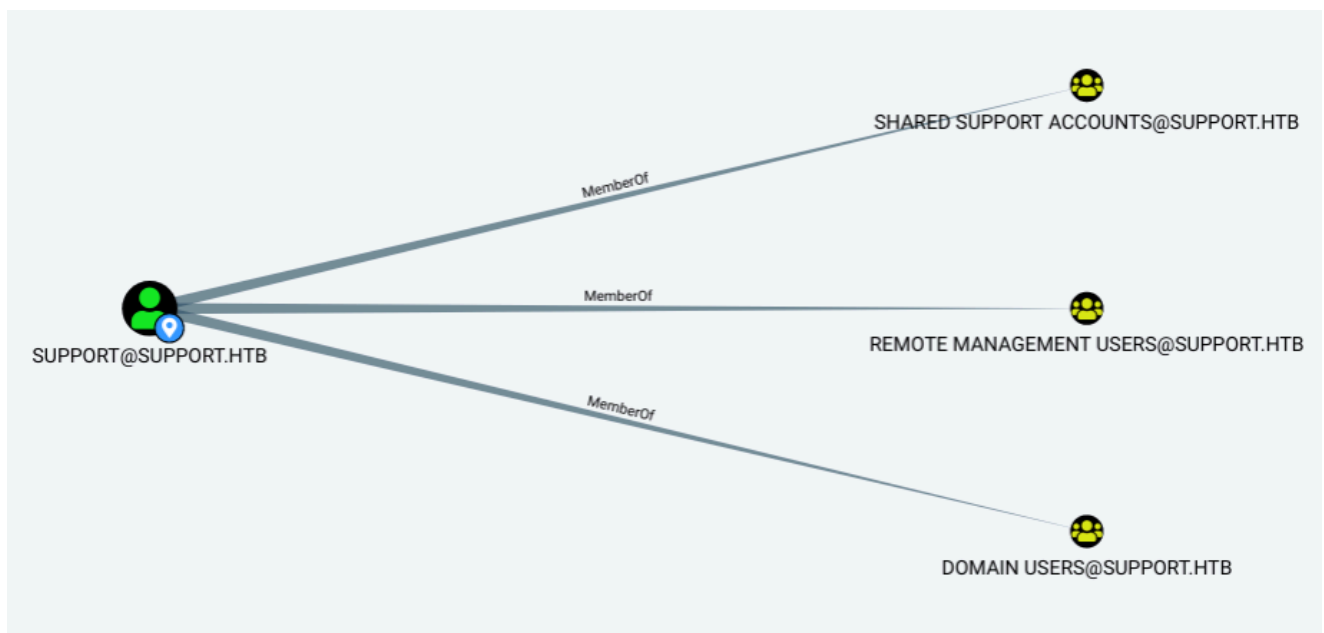 SHARED SUPPORT ACCOUNTS@SUPPORT.HTB
MemberOf
MemberOf
REMOTE MANAGEMENT USERS@SUPPORT.HTB
SUPPORT@SUPPORT.HTB
MemberOf
DOMAIN USERS@SUPPORT.HTB